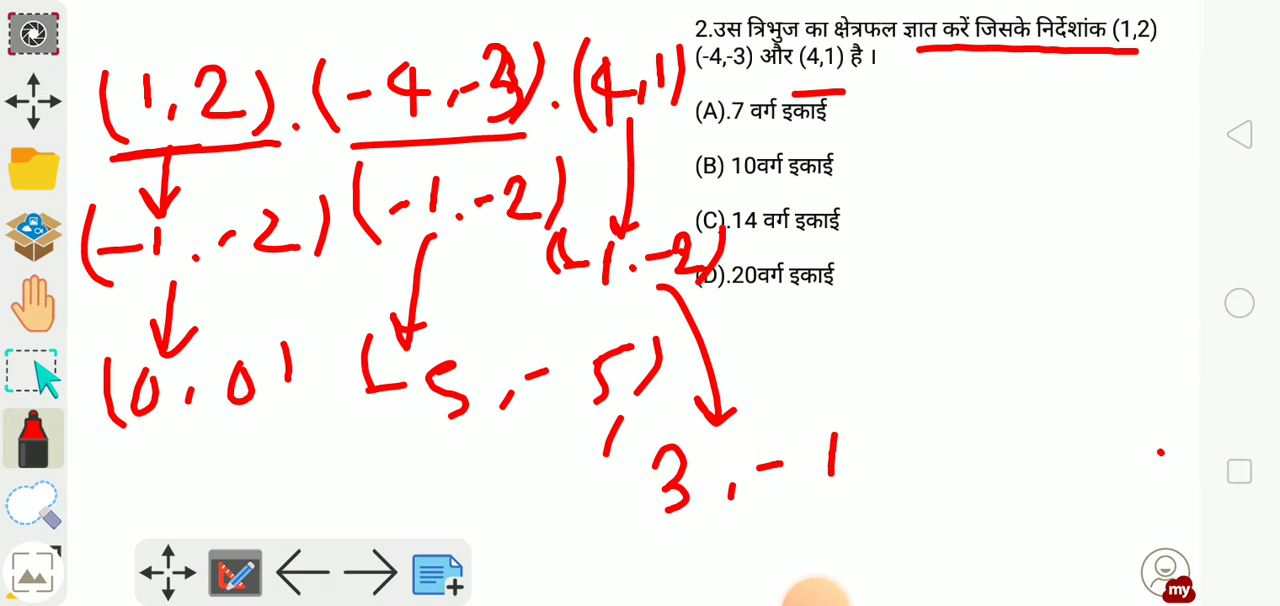 2.उस त्रिभुज का क्षेत्रफल ज्ञात करें जिसके निर्देशांक (1,2)
(-4,-3) और (4,1) है ।
(A).7 वर्ग इकाई
(B) 10वर्ग इकाई
(C).14 वर्ग इकाई
(D).20वर्ग इकाई
(1,2).(-4,-3).(4,1)
(-1.-2) (-1.-2) (-1.-2)
(0,0) (-5,-5)
(3,-1
my